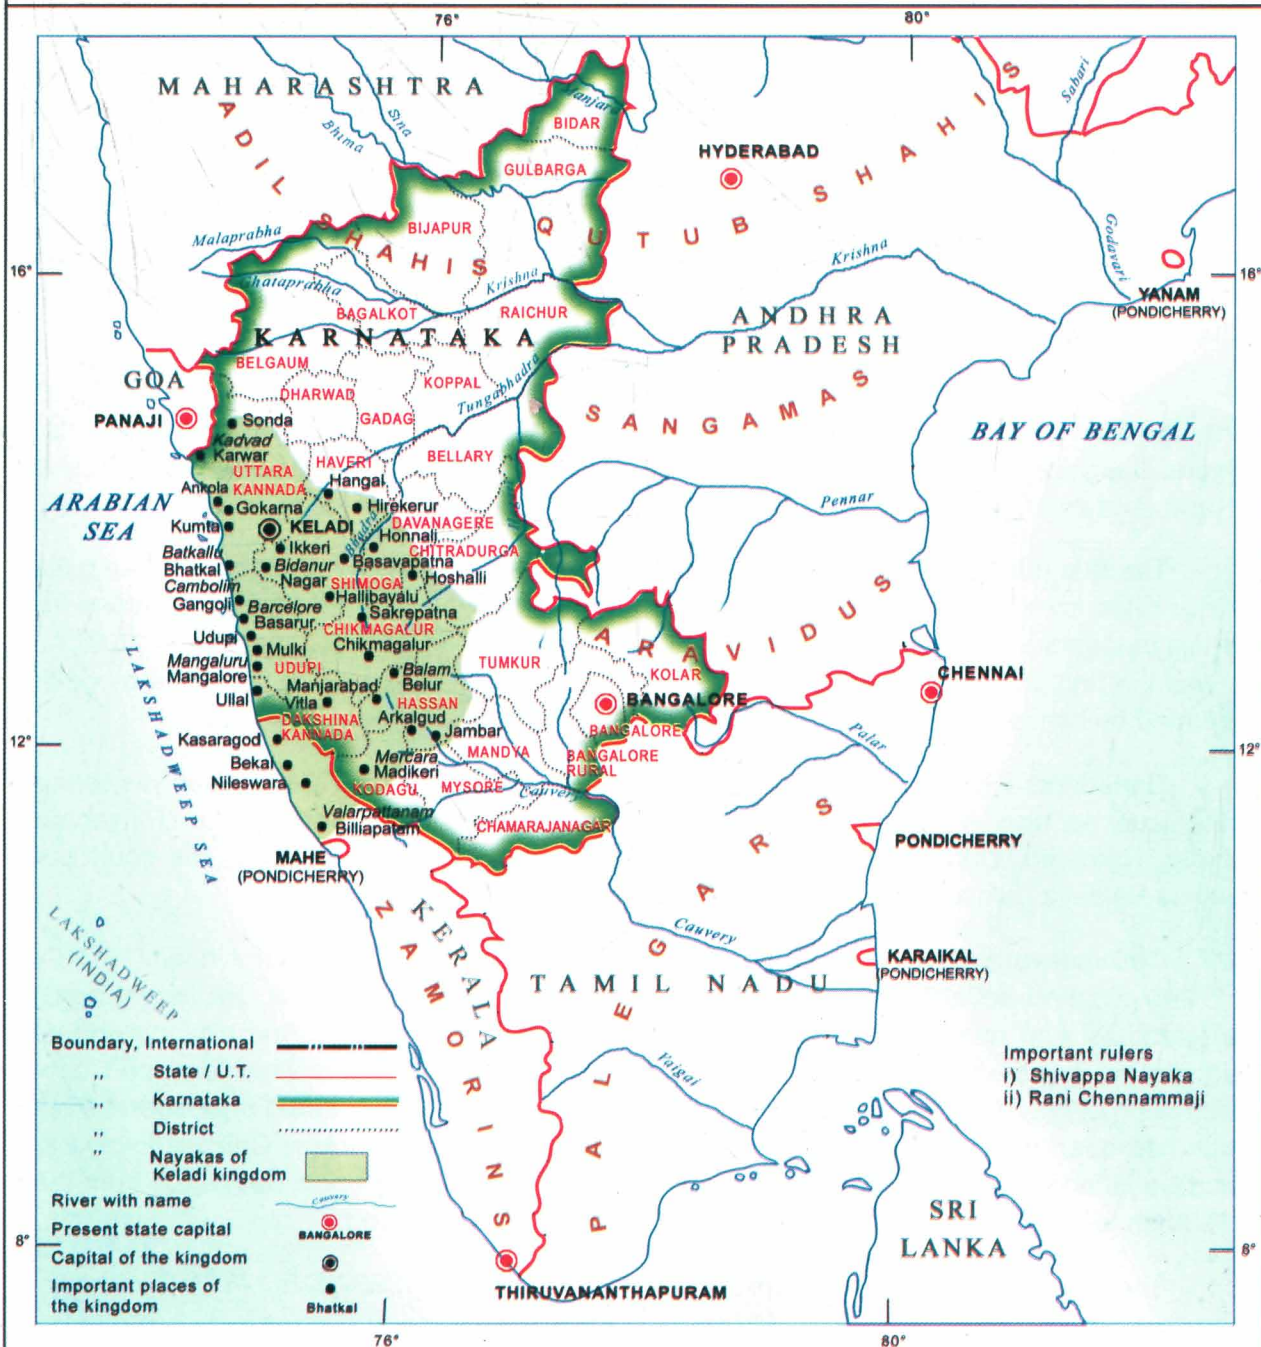 76°
80°
MAHARASHTRA
ADIL SHAHIS
Sina
Bhima
Manjara
BIDAR
GULBARGA
HYDERABAD
QUTUB SHAHIS
Sabari
Godavari
BIJAPUR
Malaprabha
Ghataprabha
Krishna
Krishna
16°
16°
YANAM
(PONDICHERRY)
BAGALKOT
RAICHUR
KARNATAKA
ANDHRA
PRADESH
BELGAUM
GOA
DHARWAD
KOPPAL
Tungabhadra
GADAG
SANGAMAS
PANAJI
Sonda
Kadvad
Karwar
BAY OF BENGAL
UTTARA
KANNADA
HAVERI
BELLARY
Hangal
Ankola
Gokarna
Hirekerur
ARABIAN
SEA
Pennar
Kumta
KELADI
DAVANAGERE
Honnali
Bhadra
Ikkeri
CHITRADURGA
Batkallu
Bhatkal
Bidanur
Nagar
Basavapatna
SHIMOGA
Hoshalli
Cambolim
Gangoli
Hallibayalu
Barcelore
Basarur
Sakrepatna
CHIKMAGALUR
Chikmagalur
ARAVIDUS
Udupi
Mulki
UDUPI
Mangaluru
Mangalore
Balam
Belur
TUMKUR
KOLAR
CHENNAI
Ullal
Manjarabad
Vitla
HASSAN
BANGALORE
DAKSHINA
KANNADA
Arkalgud
Jambar
BANGALORE
Palar
12°
12°
Kasaragod
MANDYA
BANGALORE
RURAL
Bekal
Mercara
Madikeri
Nileswara
KODAGU
MYSORE
Cauvery
LAKSHADWEEP SEA
Valarpattanam
Billiapatam
CHAMARAJANAGAR
MAHE
(PONDICHERRY)
PONDICHERRY
PALEGARS
KERALA
ZAMORINS
Cauvery
KARAIKAL
(PONDICHERRY)
LAKSHADWEEP
(INDIA)
TAMIL NADU
Vaigai
Boundary, International
,, State / U.T.
,, Karnataka
,, District
" Nayakas of
Keladi kingdom
River with name
Cauvery
Present state capital
BANGALORE
Capital of the kingdom
Important places of
the kingdom
Bhatkal
Important rulers
i) Shivappa Nayaka
ii) Rani Chennammaji
SRI
LANKA
8°
8°
THIRUVANANTHAPURAM
76°
80°